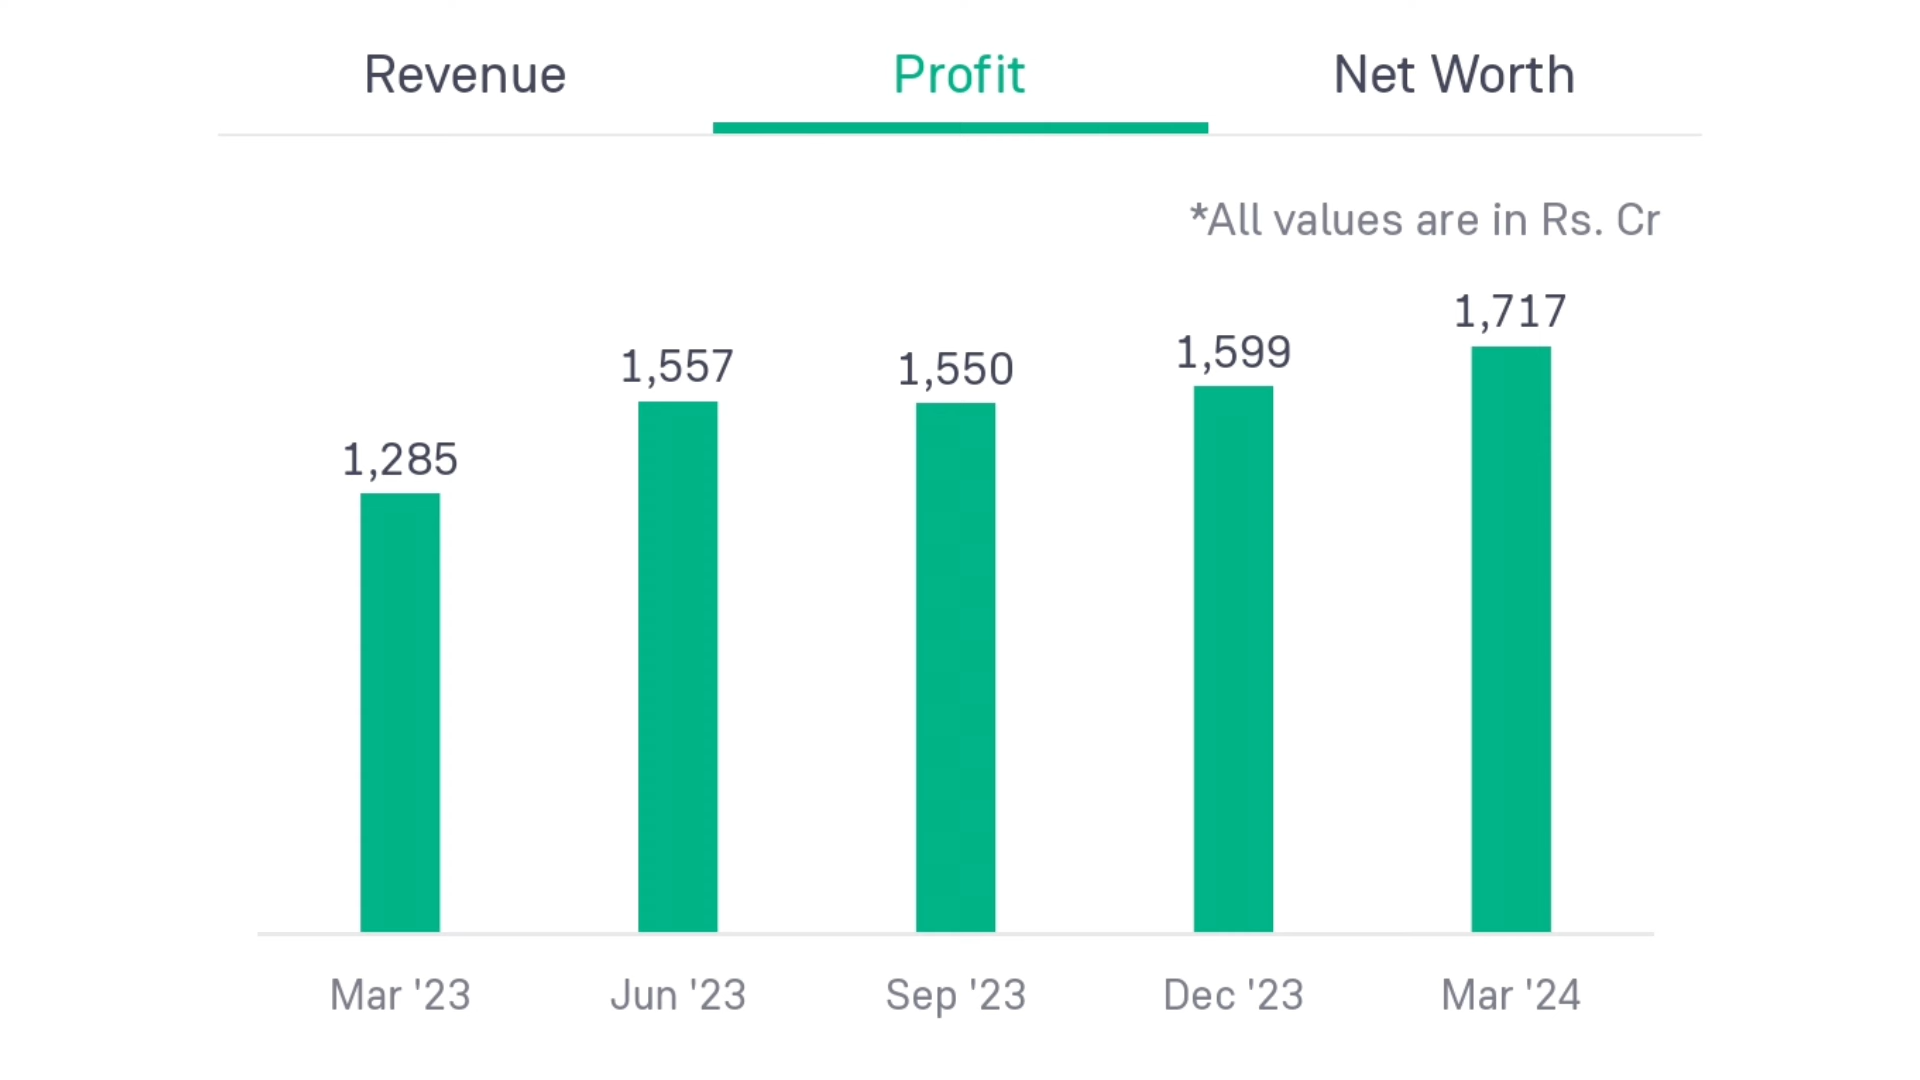 Revenue Profit Net Worth
*All values are in Rs. Cr
1,285 1,557 1,550 1,599 1,717
Mar '23 Jun '23 Sep '23 Dec '23 Mar '24